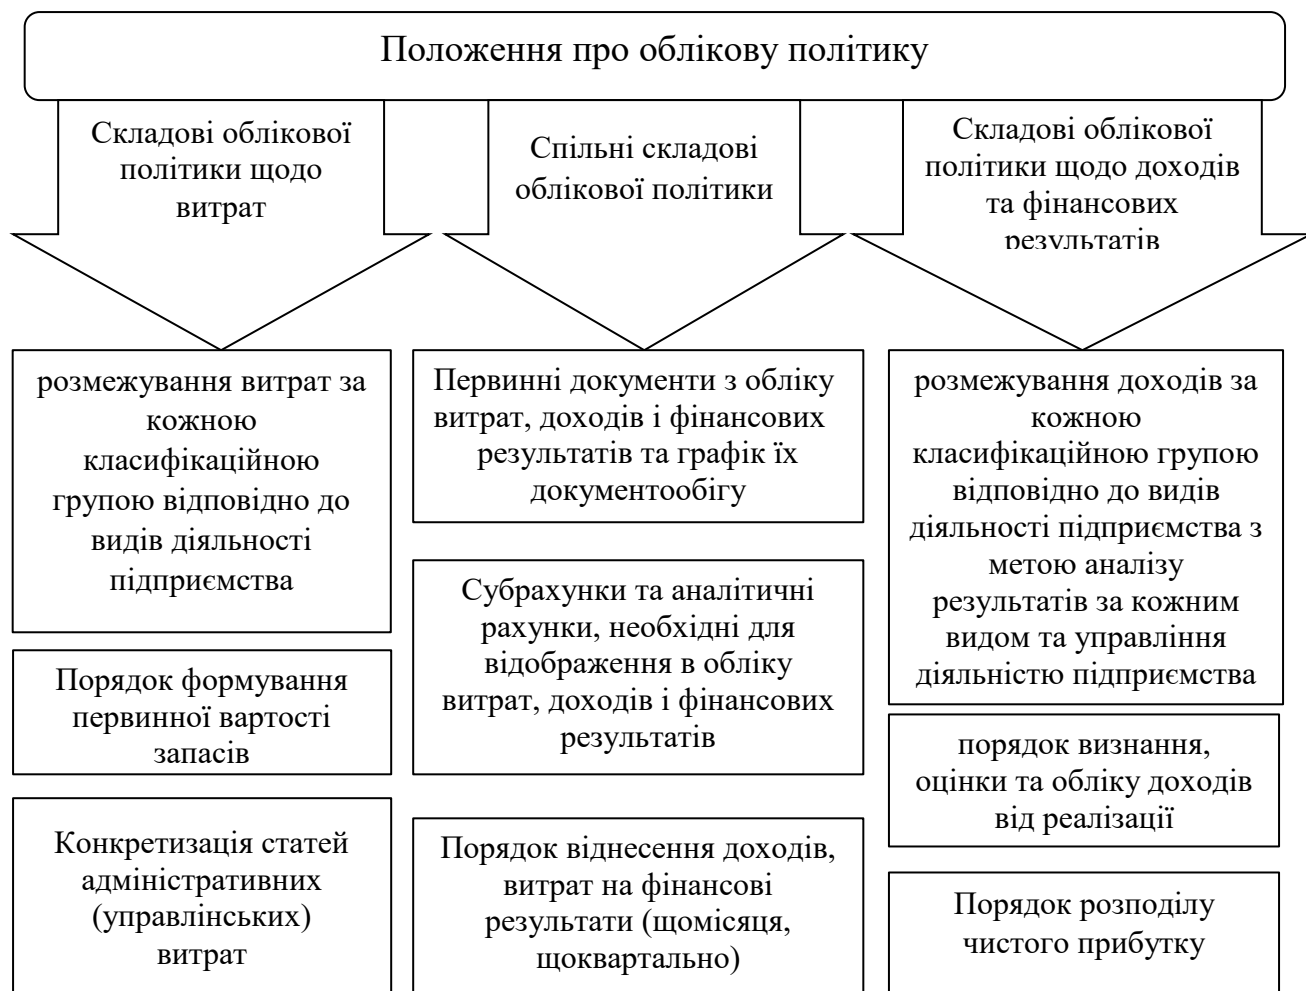 Положення про облікову політику
Складові облікової
політики щодо
витрат
Спільні складові
облікової політики
Складові облікової
політики щодо доходів
та фінансових
результатів
розмежування витрат за
кожною
класифікаційною
групою відповідно до
видів діяльності
підприємства
Порядок формування
первинної вартості
запасів
Конкретизація статей
адміністративних
(управлінських)
витрат
Первинні документи з обліку
витрат, доходів і фінансових
результатів та графік їх
документообігу
Субрахунки та аналітичні
рахунки, необхідні для
відображення в обліку
витрат, доходів і фінансових
результатів
Порядок віднесення доходів,
витрат на фінансові
результати (щомісяця,
щоквартально)
розмежування доходів за
кожною
класифікаційною групою
відповідно до видів
діяльності підприємства з
метою аналізу
результатів за кожним
видом та управління
діяльністю підприємства
порядок визнання,
оцінки та обліку доходів
від реалізації
Порядок розподілу
чистого прибутку